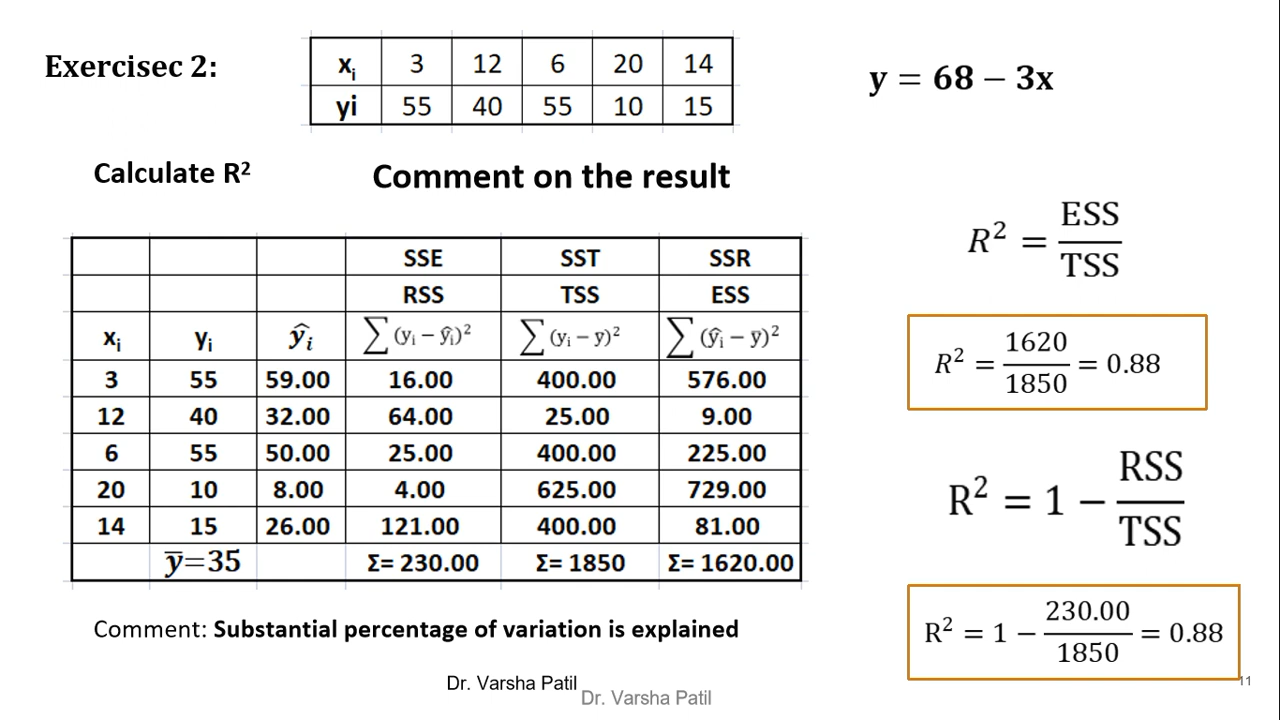 Exercisec 2:
xi 3 12 6 20 14
yi 55 40 55 10 15
y = 68 − 3x
Calculate R²
Comment on the result
R² = ESS/TSS
SSE SST SSR
RSS TSS ESS
xi yi ŷi ∑(yi − ŷi)² ∑(yi − ȳ)² ∑(ŷi − ȳ)²
3 55 59.00 16.00 400.00 576.00
12 40 32.00 64.00 25.00 9.00
6 55 50.00 25.00 400.00 225.00
20 10 8.00 4.00 625.00 729.00
14 15 26.00 121.00 400.00 81.00
ȳ=35 Σ= 230.00 Σ= 1850 Σ= 1620.00
R² = 1620/1850 = 0.88
R² = 1 − RSS/TSS
R² = 1 − 230.00/1850 = 0.88
Comment: Substantial percentage of variation is explained
Dr. Varsha Patil
Dr. Varsha Patil
11